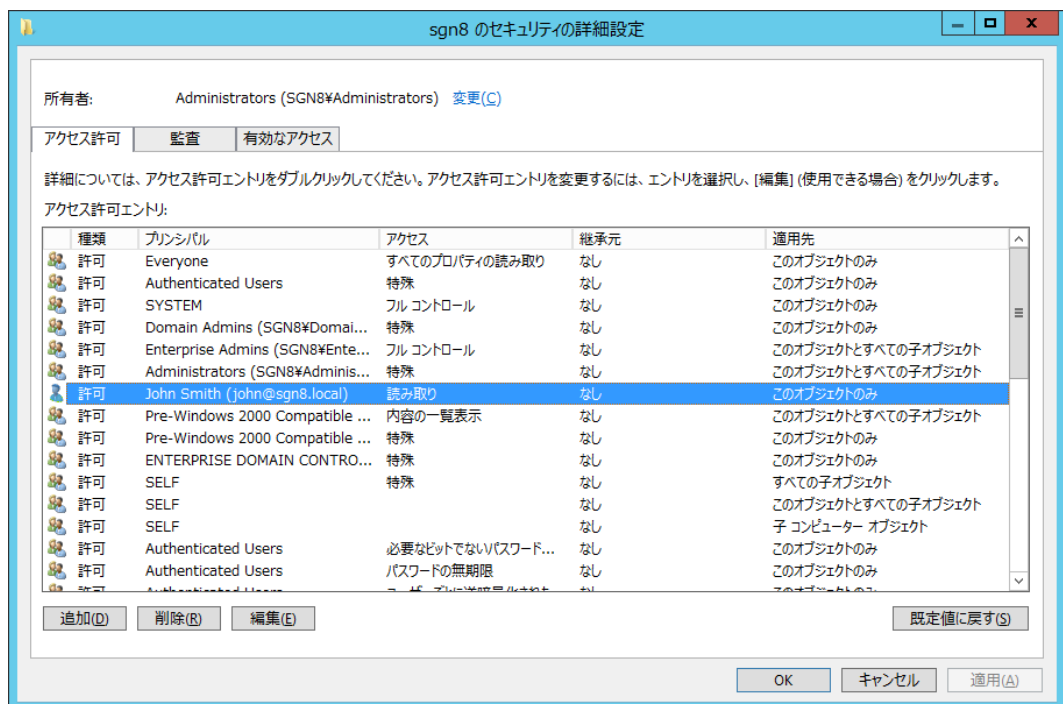 sgn8 のセキュリティの詳細設定
所有者: Administrators (SGN8¥Administrators) 変更(C)
アクセス許可 監査 有効なアクセス
詳細については、アクセス許可エントリをダブルクリックしてください。アクセス許可エントリを変更するには、エントリを選択し、[編集] (使用できる場合) をクリックします。
アクセス許可エントリ:
種類 プリンシパル アクセス 継承元 適用先
許可 Everyone すべてのプロパティの読み取り なし このオブジェクトのみ
許可 Authenticated Users 特殊 なし このオブジェクトのみ
許可 SYSTEM フル コントロール なし このオブジェクトのみ
許可 Domain Admins (SGN8¥Domai... 特殊 なし このオブジェクトのみ
許可 Enterprise Admins (SGN8¥Ente... フル コントロール なし このオブジェクトとすべての子オブジェクト
許可 Administrators (SGN8¥Adminis... 特殊 なし このオブジェクトとすべての子オブジェクト
許可 John Smith (john@sgn8.local) 読み取り なし このオブジェクトのみ
許可 Pre-Windows 2000 Compatible ... 内容の一覧表示 なし このオブジェクトとすべての子オブジェクト
許可 Pre-Windows 2000 Compatible ... 特殊 なし このオブジェクトのみ
許可 ENTERPRISE DOMAIN CONTRO... 特殊 なし このオブジェクトのみ
許可 SELF 特殊 なし すべての子オブジェクト
許可 SELF なし このオブジェクトとすべての子オブジェクト
許可 SELF なし 子 コンピューター オブジェクト
許可 Authenticated Users 必要なビットでないパスワード... なし このオブジェクトのみ
許可 Authenticated Users パスワードの無期限 なし このオブジェクトのみ
追加(D) 削除(R) 編集(E) 既定値に戻す(S)
OK キャンセル 適用(A)